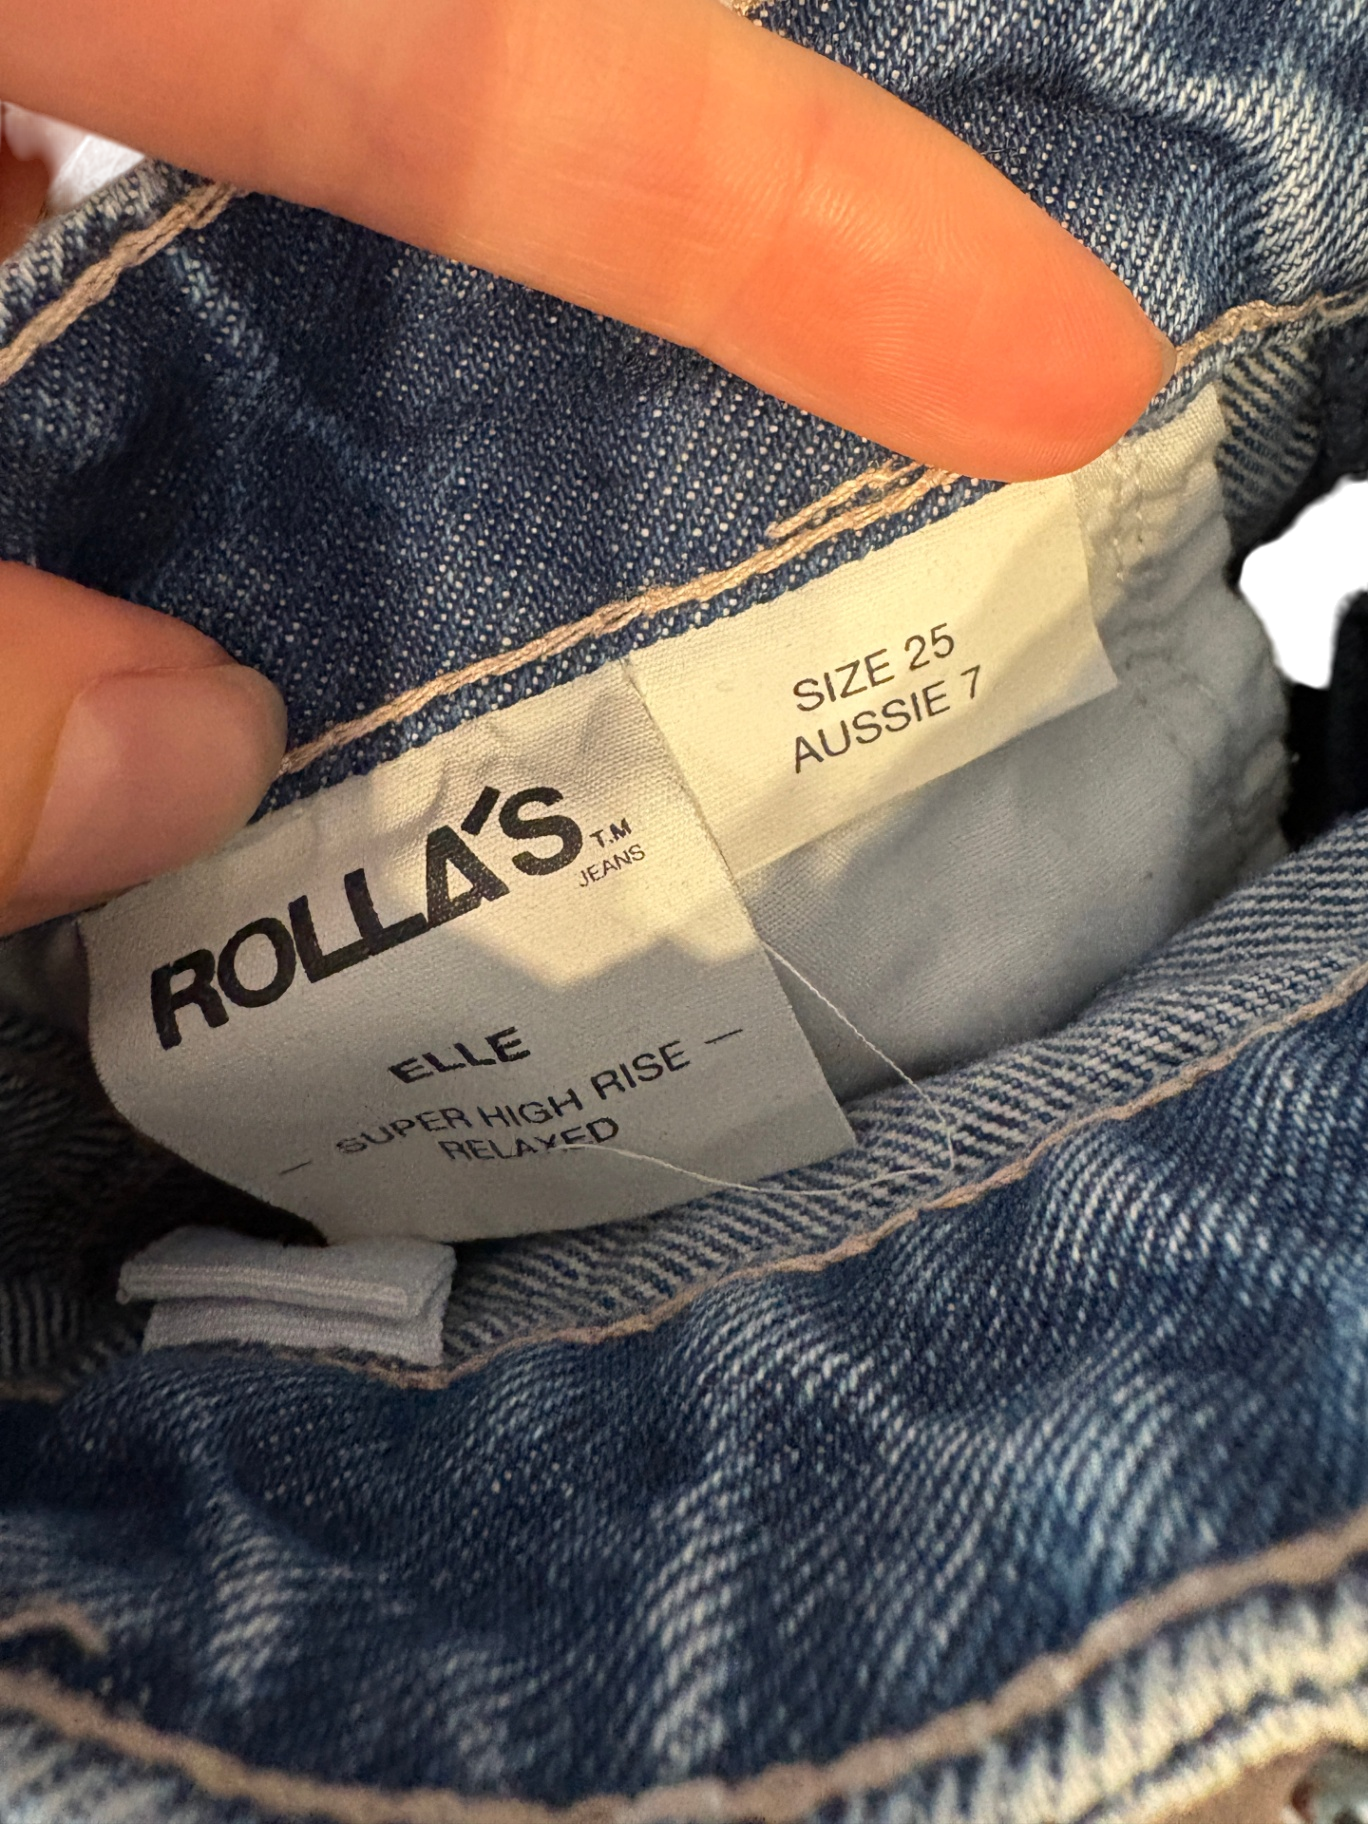 ROLLA'S T.M
JEANS
ELLE
— SUPER HIGH RISE —
RELAXED
SIZE 25
AUSSIE 7